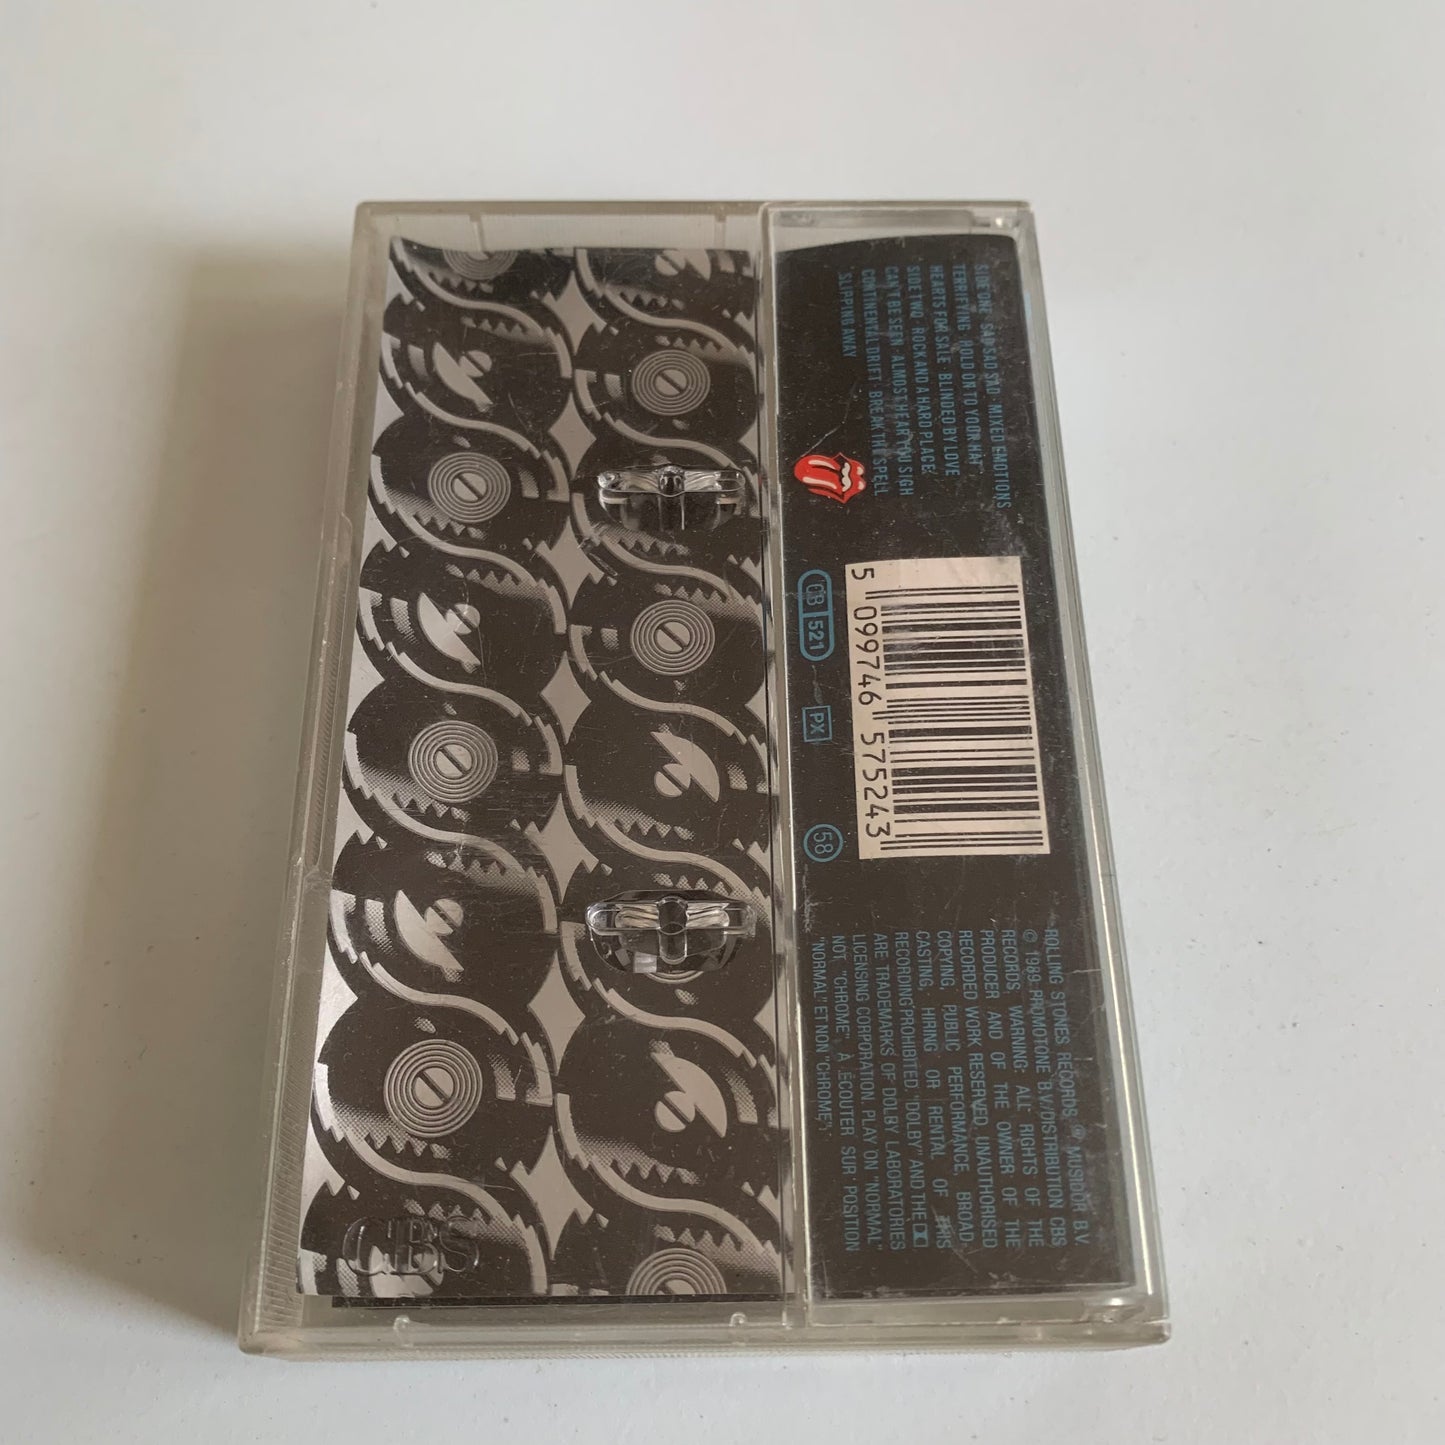 SIDE ONE · SAD SAD SAD · MIXED EMOTIONS
TERRIFYING · HOLD ON TO YOUR HAT
HEARTS FOR SALE · BLINDED BY LOVE
SIDE TWO · ROCK AND A HARD PLACE
CAN'T BE SEEN · ALMOST HEAR YOU SIGH
CONTINENTAL DRIFT · BREAK THE SPELL
SLIPPING AWAY
5 099746 575243
CB 521
PX
58
ROLLING STONES RECORDS, ℗ MUSIDOR B.V.
© 1989 PROMOTONE B.V./DISTRIBUTION CBS
RECORDS, WARNING: ALL RIGHTS OF THE
PRODUCER AND OF THE OWNER OF THE
RECORDED WORK RESERVED, UNAUTHORISED
COPYING, PUBLIC PERFORMANCE, BROAD-
CASTING, HIRING OR RENTAL OF THIS
RECORDING PROHIBITED. "DOLBY" AND THE
ARE TRADEMARKS OF DOLBY LABORATORIES
LICENSING CORPORATION. PLAY ON "NORMAL"
NOT "CHROME", À ÉCOUTER SUR POSITION
"NORMAL" ET NON "CHROME".
CBS